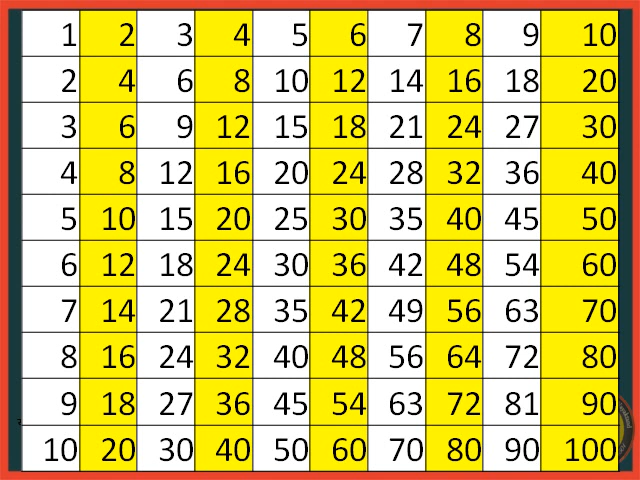 1 2 3 4 5 6 7 8 9 10
2 4 6 8 10 12 14 16 18 20
3 6 9 12 15 18 21 24 27 30
4 8 12 16 20 24 28 32 36 40
5 10 15 20 25 30 35 40 45 50
6 12 18 24 30 36 42 48 54 60
7 14 21 28 35 42 49 56 63 70
8 16 24 32 40 48 56 64 72 80
9 18 27 36 45 54 63 72 81 90
10 20 30 40 50 60 70 80 90 100